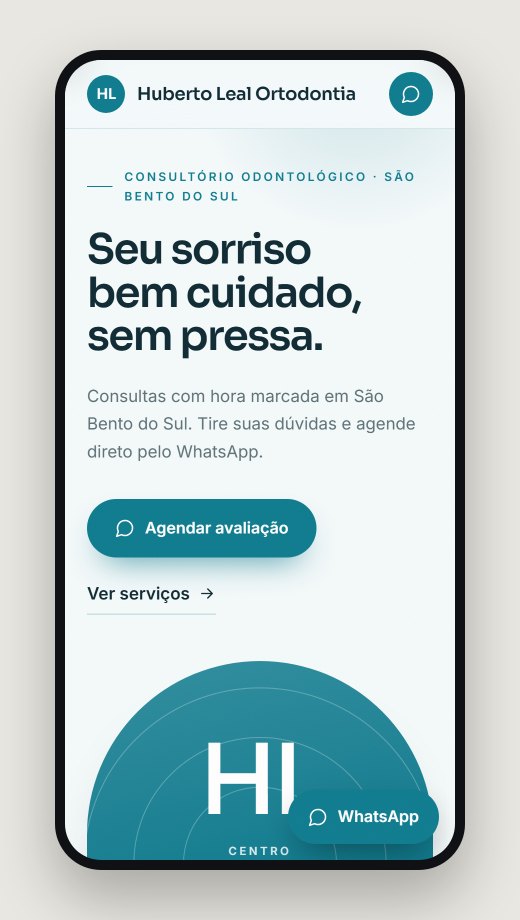 HL Huberto Leal Ortodontia
CONSULTÓRIO ODONTOLÓGICO · SÃO
BENTO DO SUL
Seu sorriso
bem cuidado,
sem pressa.
Consultas com hora marcada em São
Bento do Sul. Tire suas dúvidas e agende
direto pelo WhatsApp.
Agendar avaliação
Ver serviços →
WhatsApp
CENTRO